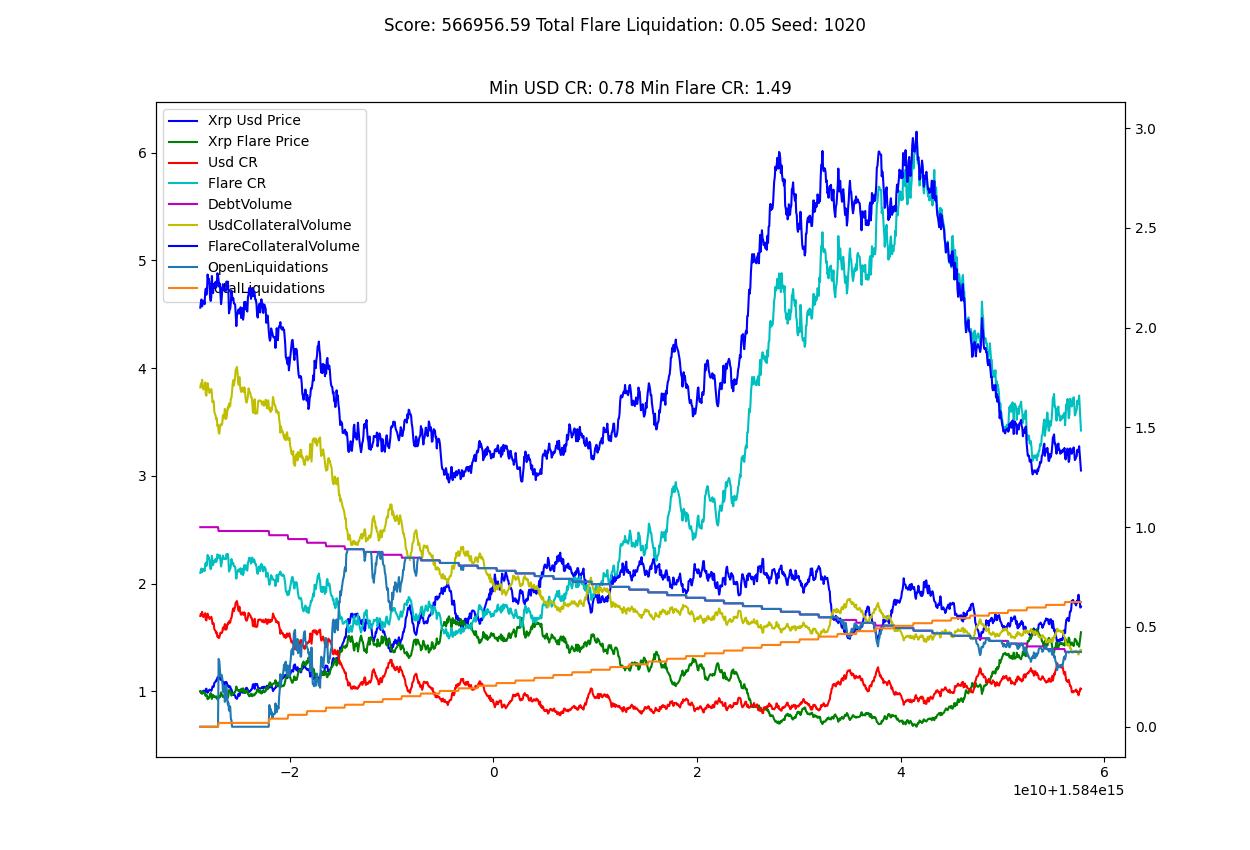 Score: 566956.59 Total Flare Liquidation: 0.05 Seed: 1020
Min USD CR: 0.78 Min Flare CR: 1.49
Xrp Usd Price
Xrp Flare Price
Usd CR
Flare CR
DebtVolume
UsdCollateralVolume
FlareCollateralVolume
OpenLiquidations
TotalLiquidations
6
5
4
3
2
1
3.0
2.5
2.0
1.5
1.0
0.5
0.0
−2
0
2
4
6
1e10+1.584e15